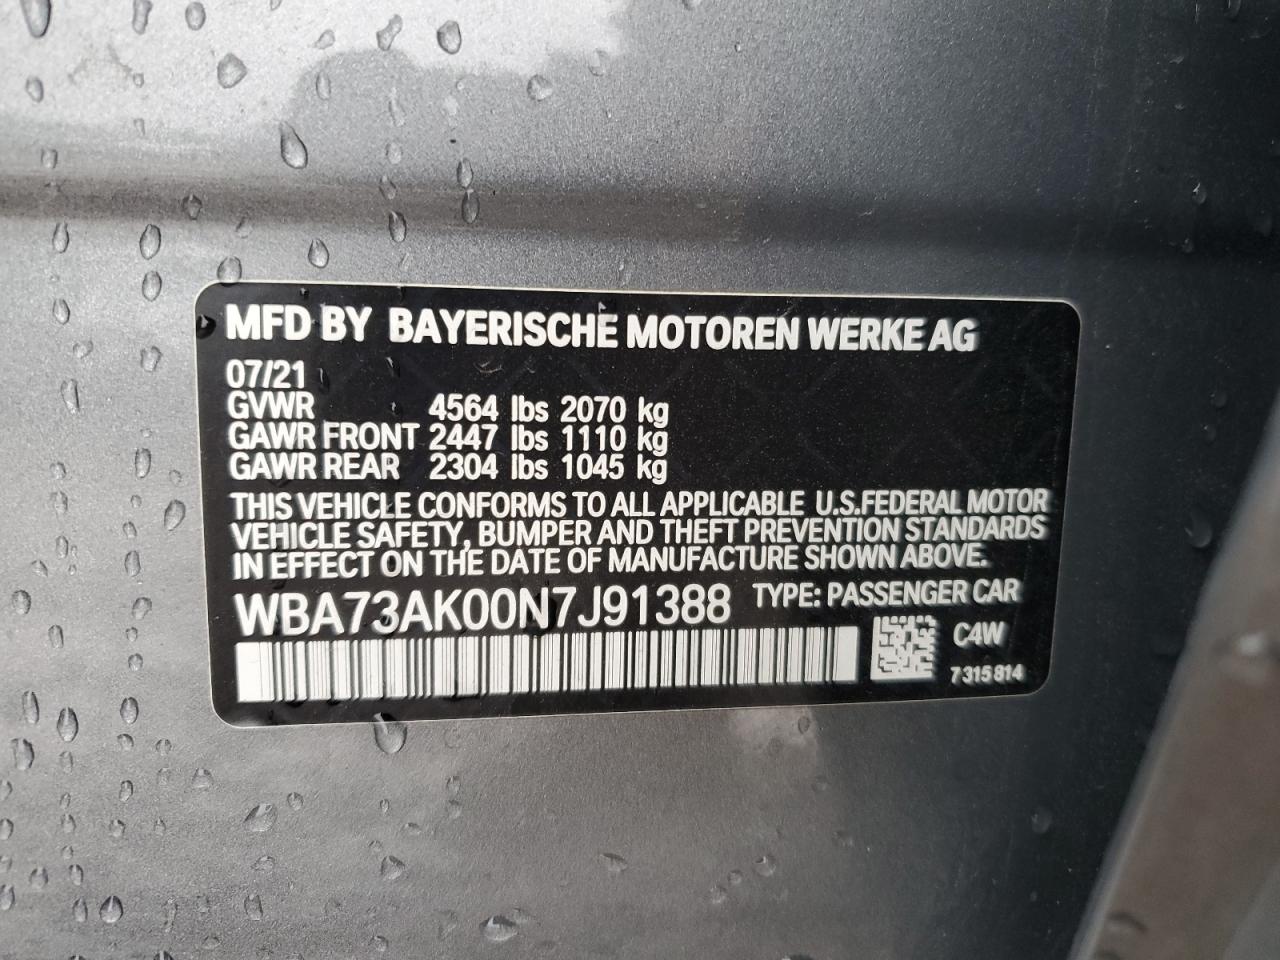 MFD BY BAYERISCHE MOTOREN WERKE AG
07/21
GVWR 4564 lbs 2070 kg
GAWR FRONT 2447 lbs 1110 kg
GAWR REAR 2304 lbs 1045 kg
THIS VEHICLE CONFORMS TO ALL APPLICABLE U.S.FEDERAL MOTOR
VEHICLE SAFETY, BUMPER AND THEFT PREVENTION STANDARDS
IN EFFECT ON THE DATE OF MANUFACTURE SHOWN ABOVE.
WBA73AK00N7J91388 TYPE: PASSENGER CAR
C4W
7 315 814